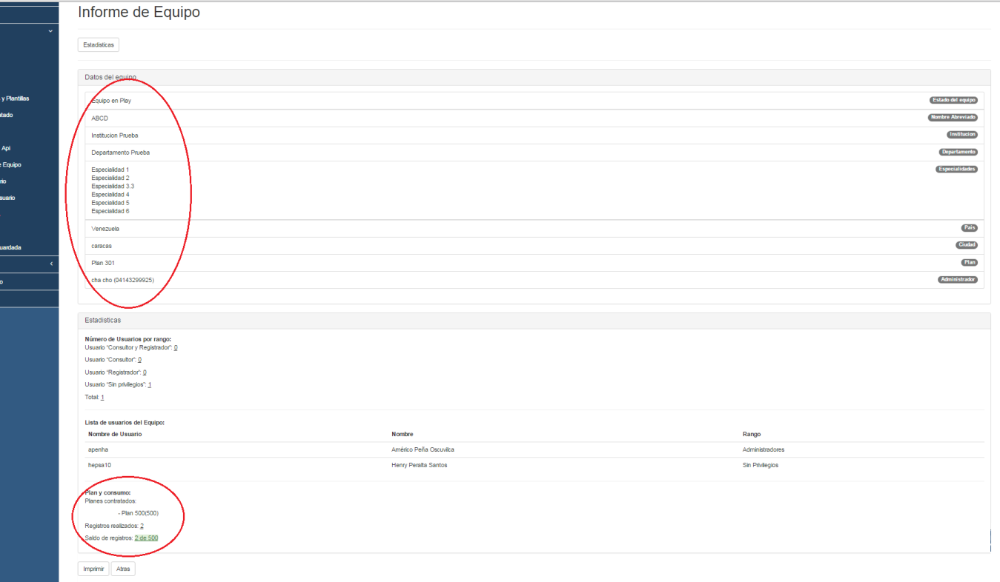 Informe de Equipo
Estadisticas
Datos del equipo
Equipo en Play Estado del equipo
ABCD Nombre Abreviado
Institucion Prueba Institucion
Departamento Prueba Departamento
Especialidad 1 Especialidades
Especialidad 2
Especialidad 3.3
Especialidad 4
Especialidad 5
Especialidad 6
Venezuela Pais
caracas Ciudad
Plan 301 Plan
cha cho (04143299925) Administrador
Estadisticas
Número de Usuarios por rango:
Usuario "Consultor y Registrador": 0
Usuario "Consultor": 0
Usuario "Registrador": 0
Usuario "Sin privilegios": 1
Total: 1
Lista de usuarios del Equipo:
Nombre de Usuario Nombre Rango
apenha Américo Peña Oscuvilca Administradores
hepsa10 Henry Peralta Santos Sin Privilegios
Plan y consumo:
Planes contratados:
- Plan 500(500)
Registros realizados: 2
Saldo de registros: 2 de 500
Imprimir Atras
y Plantillas
tado
Api
e Equipo
rio
suario
uardada
o